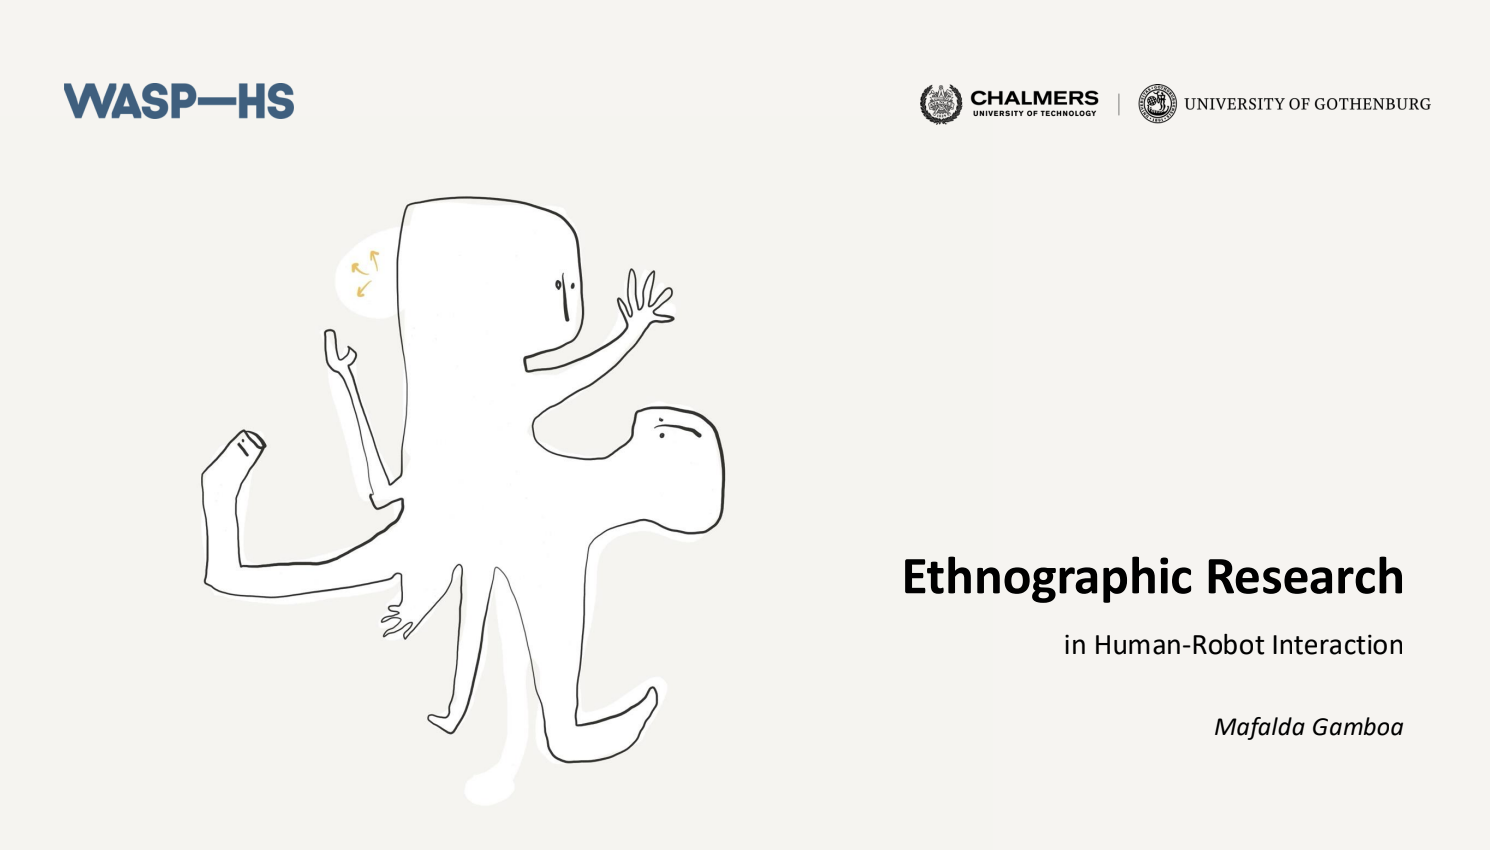 WASP—HS
CHALMERS
UNIVERSITY OF TECHNOLOGY
UNIVERSITY OF GOTHENBURG
Ethnographic Research
in Human-Robot Interaction
Mafalda Gamboa